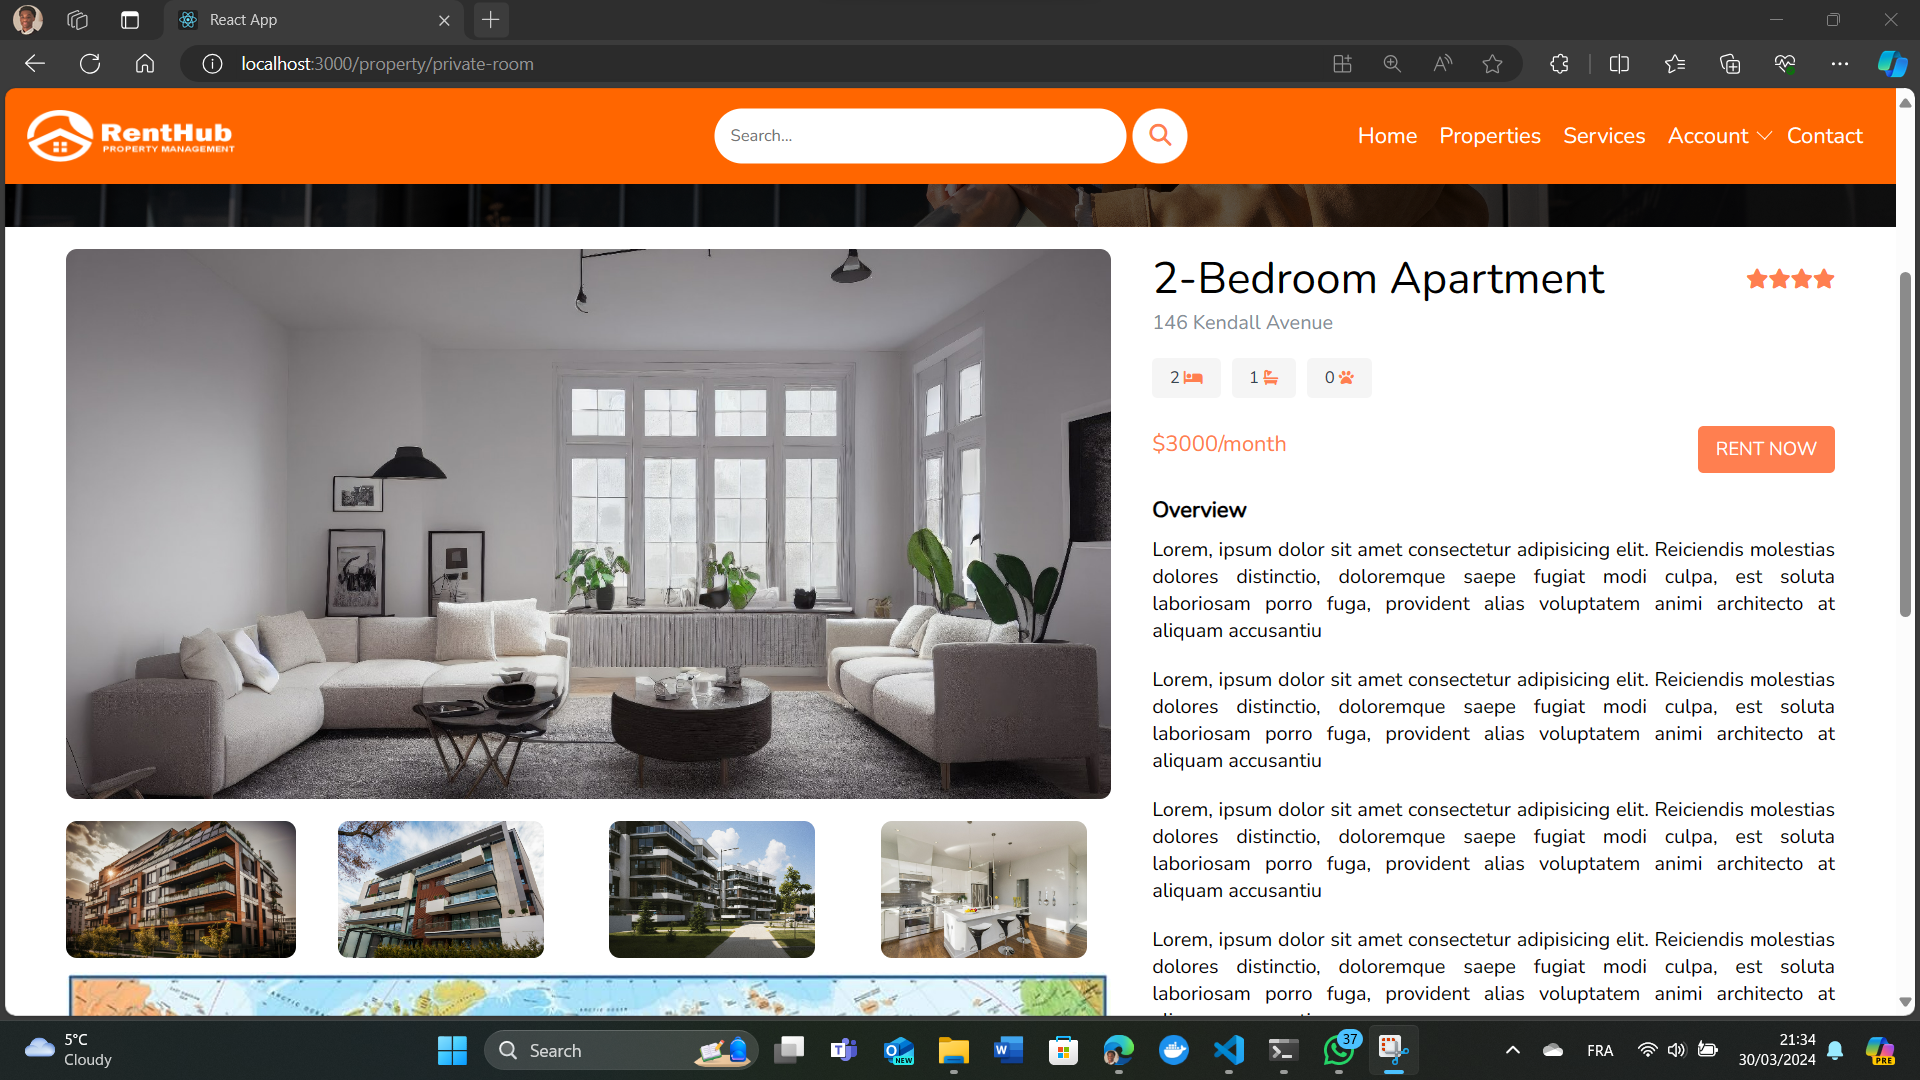 React App
localhost:3000/property/private-room
RentHub
PROPERTY MANAGEMENT
Search...
Home Properties Services Account Contact
2-Bedroom Apartment
146 Kendall Avenue
2 1 0
$3000/month
RENT NOW
Overview
Lorem, ipsum dolor sit amet consectetur adipisicing elit. Reiciendis molestias
dolores distinctio, doloremque saepe fugiat modi culpa, est soluta
laboriosam porro fuga, provident alias voluptatem animi architecto at
aliquam accusantiu
Lorem, ipsum dolor sit amet consectetur adipisicing elit. Reiciendis molestias
dolores distinctio, doloremque saepe fugiat modi culpa, est soluta
laboriosam porro fuga, provident alias voluptatem animi architecto at
aliquam accusantiu
Lorem, ipsum dolor sit amet consectetur adipisicing elit. Reiciendis molestias
dolores distinctio, doloremque saepe fugiat modi culpa, est soluta
laboriosam porro fuga, provident alias voluptatem animi architecto at
aliquam accusantiu
Lorem, ipsum dolor sit amet consectetur adipisicing elit. Reiciendis molestias
dolores distinctio, doloremque saepe fugiat modi culpa, est soluta
laboriosam porro fuga, provident alias voluptatem animi architecto at
ARCTIC OCEAN
5°C
Cloudy
Search
NEW
37
FRA
21:34
30/03/2024
PRE